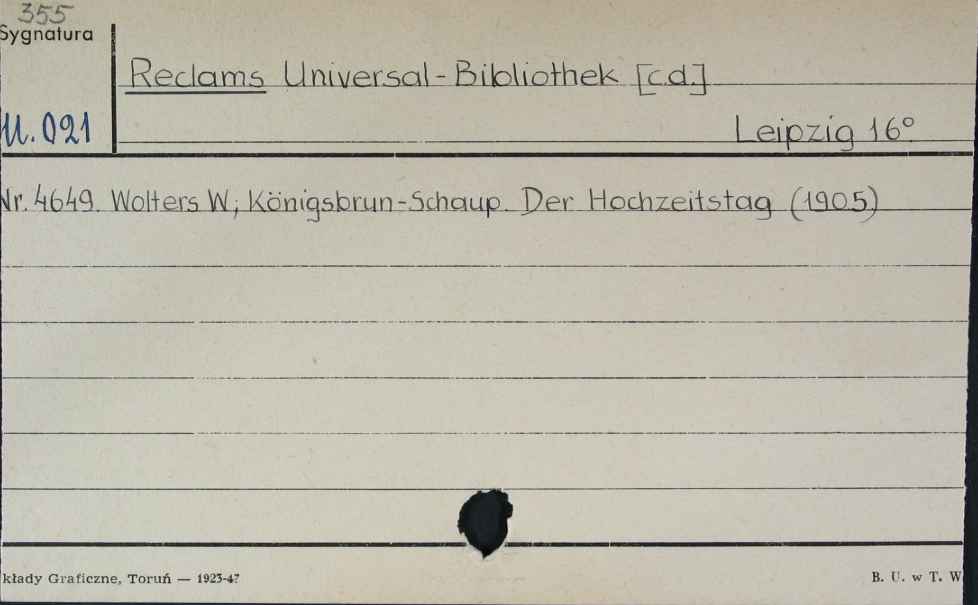 355
Sygnatura
Reclams Universal-Bibliothek [c.d.]
U. 021
Leipzig 16°
Nr. 4649. Wolters W; Königsbrun-Schaup. Der Hochzeitstag (1905)
kłady Graficzne, Toruń — 1923-47
B. U. w T. W